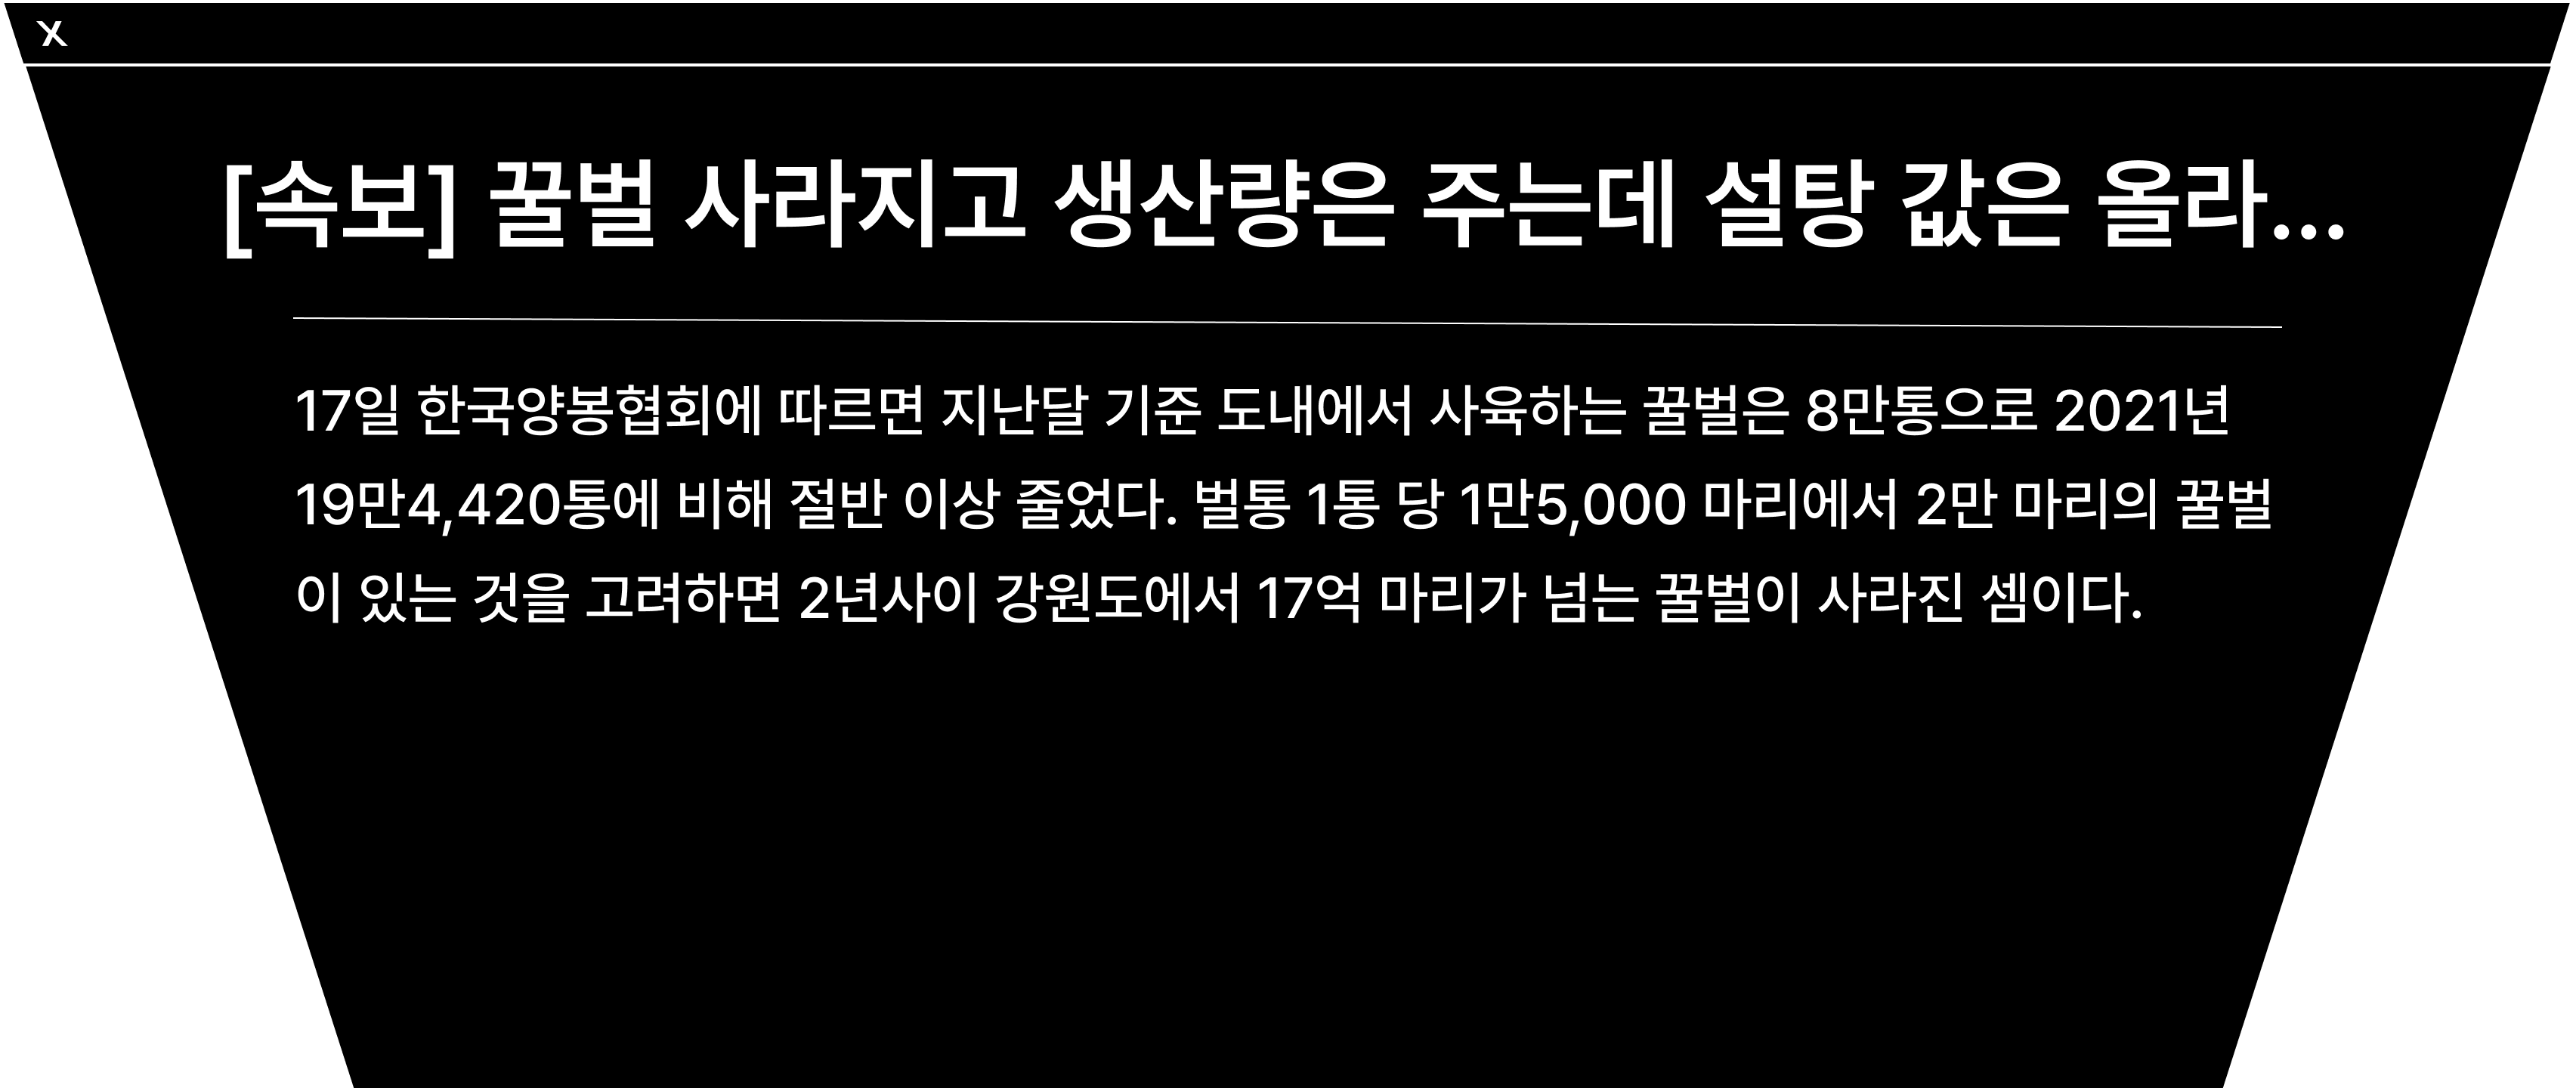 X
[속보] 꿀벌 사라지고 생산량은 주는데 설탕 값은 올라...
17일 한국양봉협회에 따르면 지난달 기준 도내에서 사육하는 꿀벌은 8만통으로 2021년
19만4,420통에 비해 절반 이상 줄었다. 벌통 1통 당 1만5,000 마리에서 2만 마리의 꿀벌
이 있는 것을 고려하면 2년사이 강원도에서 17억 마리가 넘는 꿀벌이 사라진 셈이다.